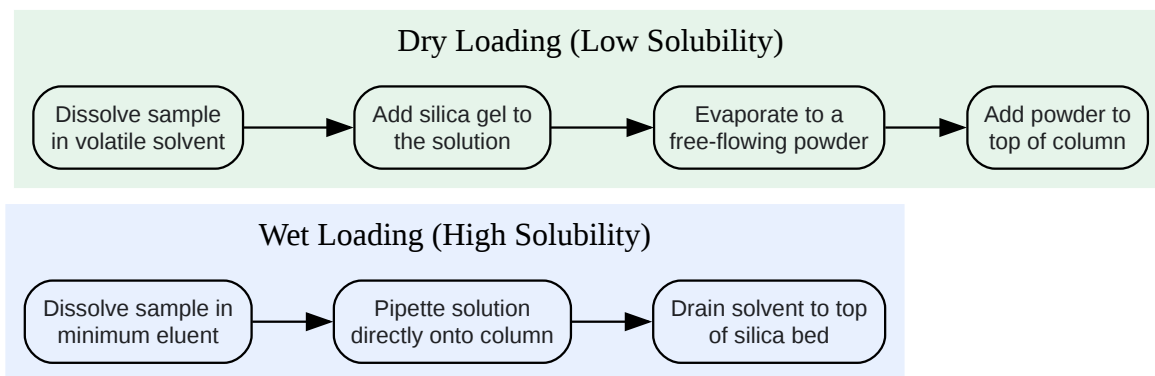 Dry Loading (Low Solubility)
Dissolve sample
in volatile solvent
Add silica gel to
the solution
Evaporate to a
free-flowing powder
Add powder to
top of column
Wet Loading (High Solubility)
Dissolve sample in
minimum eluent
Pipette solution
directly onto column
Drain solvent to top
of silica bed